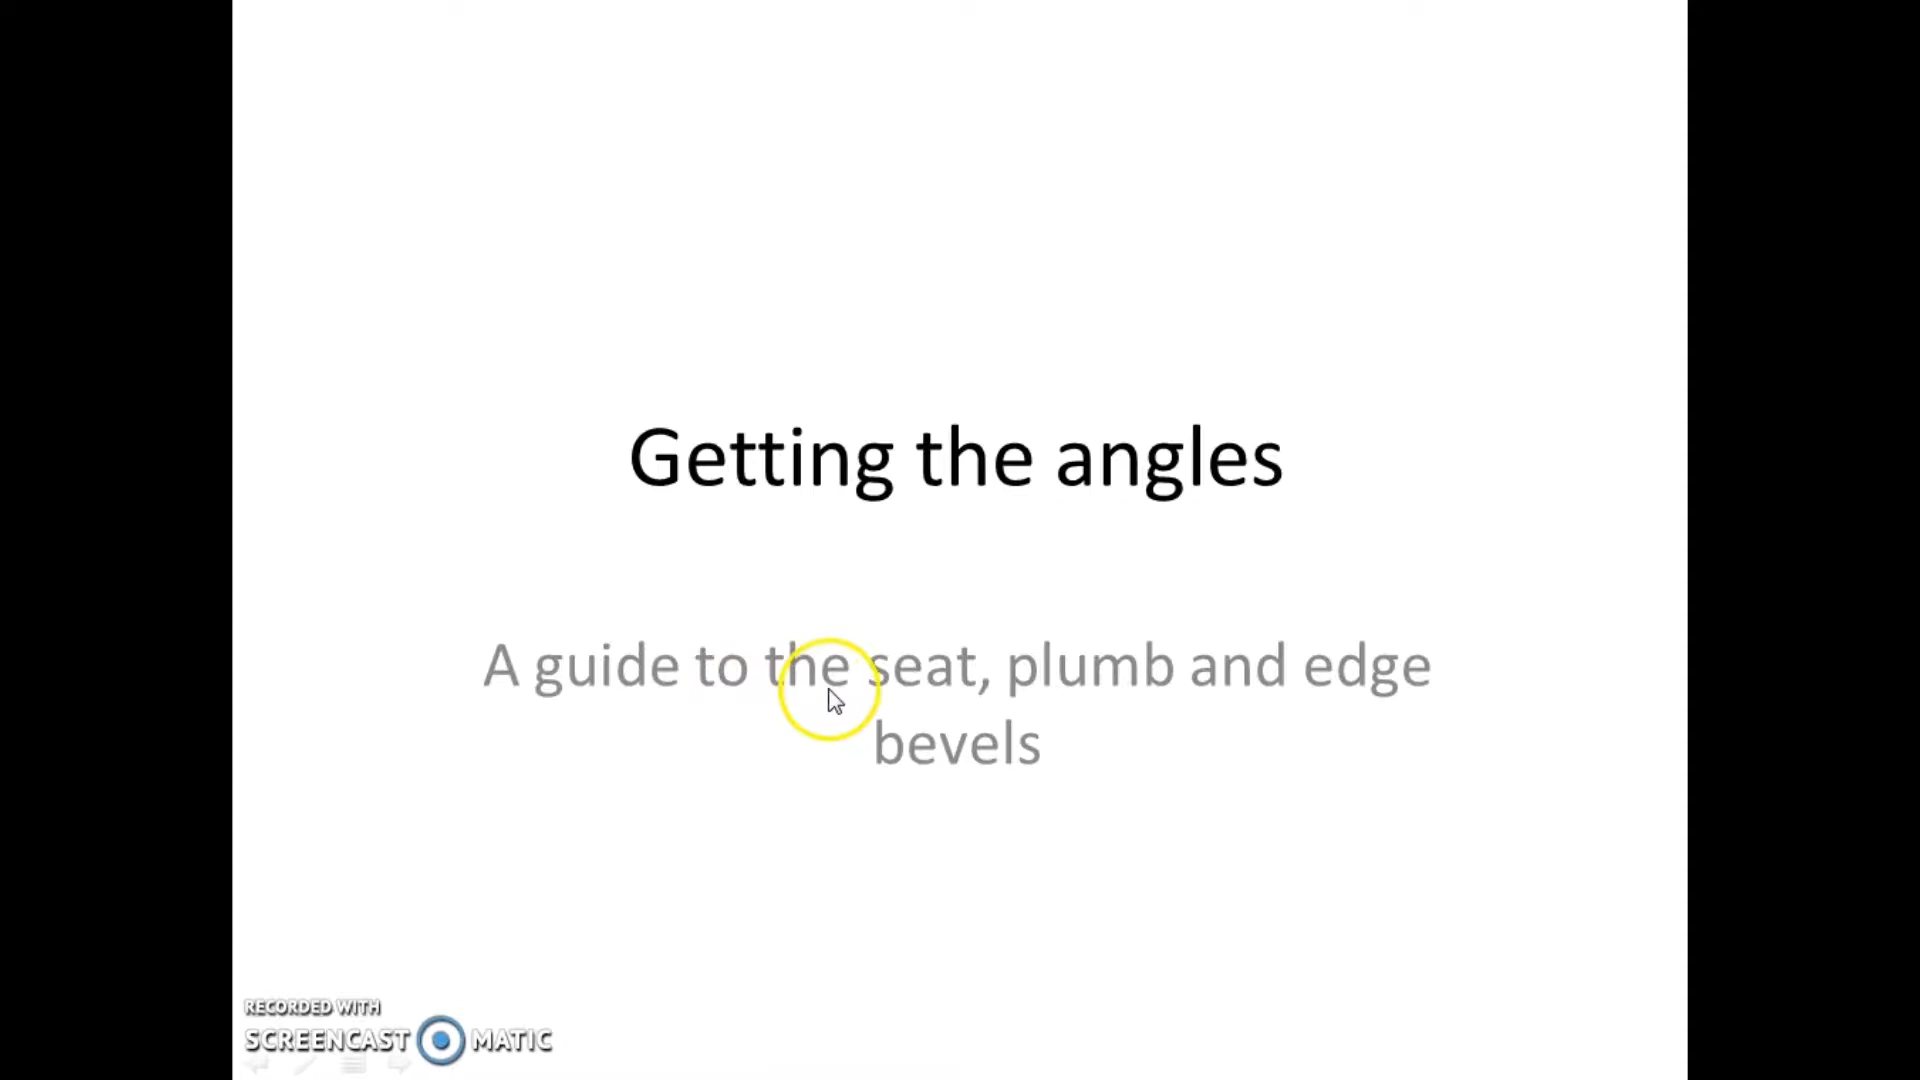 Getting the angles
A guide to the seat, plumb and edge
bevels
RECORDED WITH
SCREENCAST MATIC